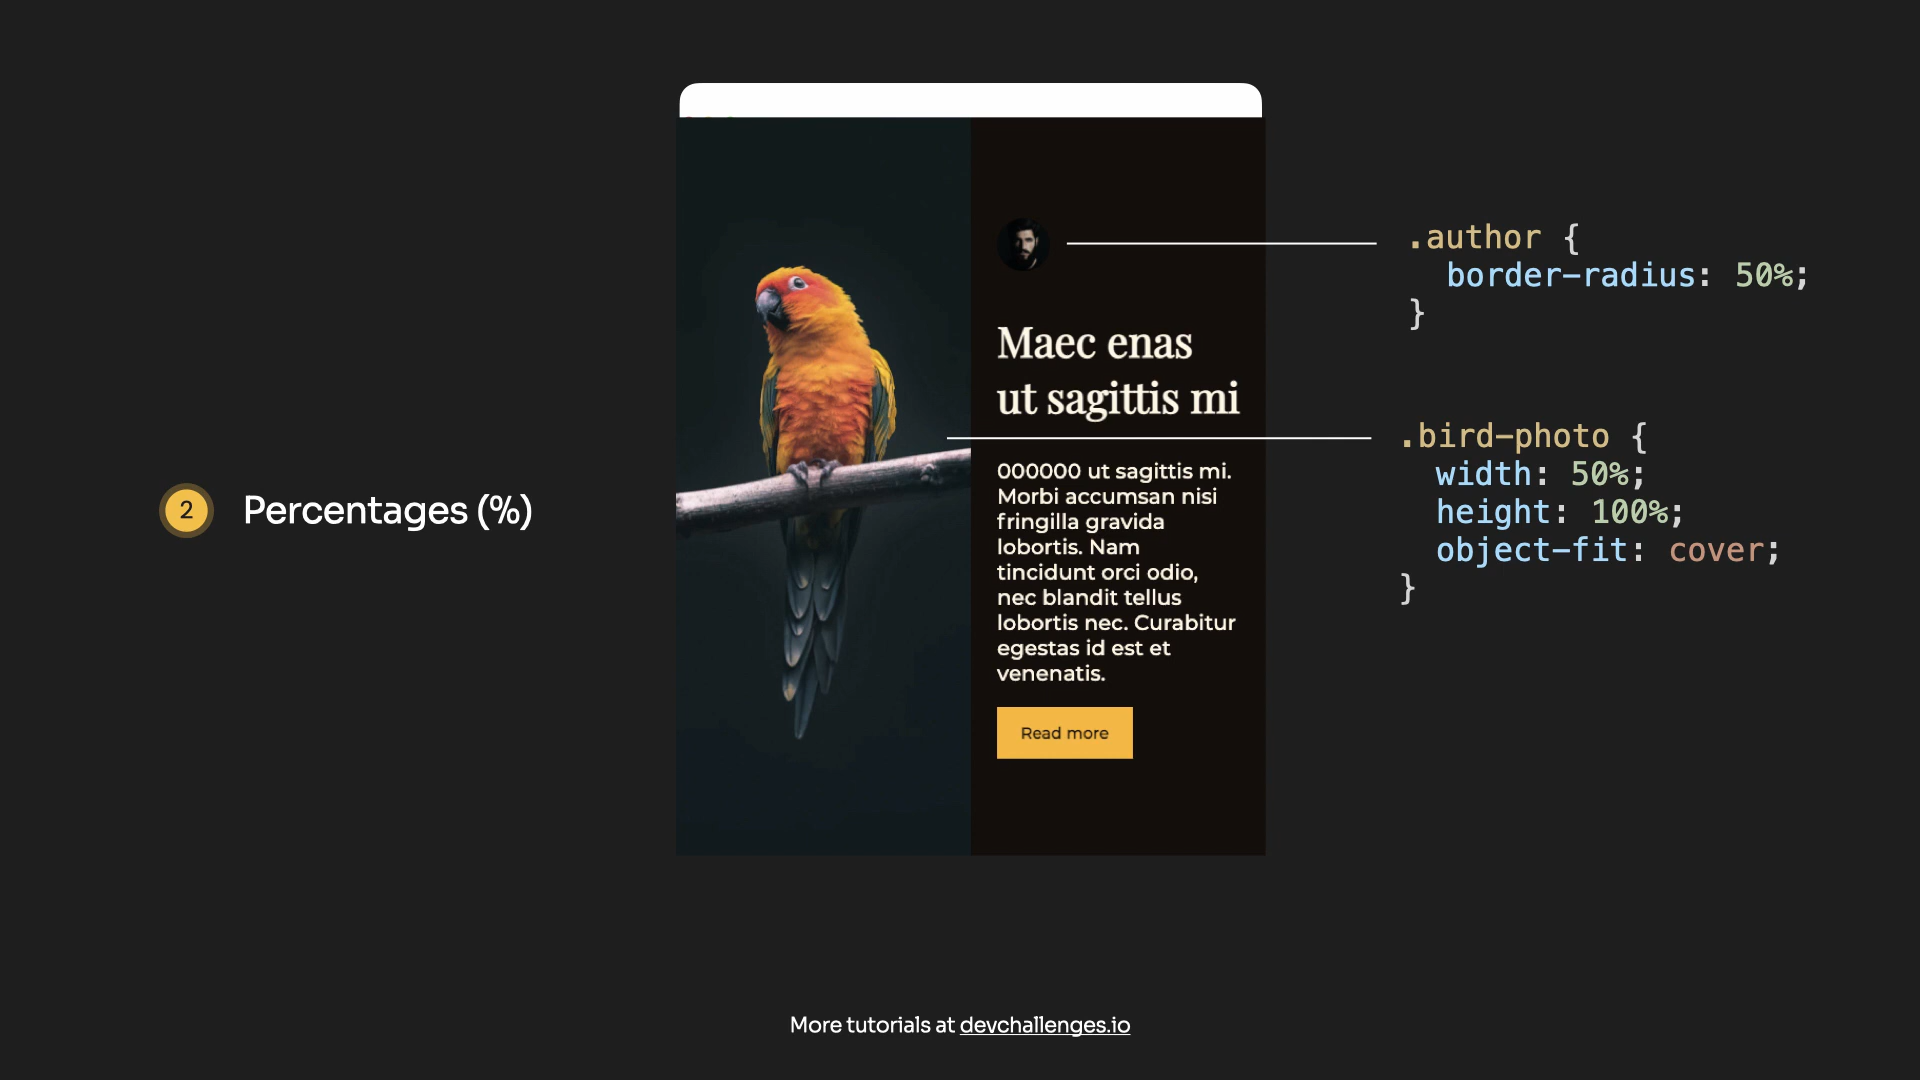 2
Percentages (%)
Maec enas
ut sagittis mi
000000 ut sagittis mi.
Morbi accumsan nisi
fringilla gravida
lobortis. Nam
tincidunt orci odio,
nec blandit tellus
lobortis nec. Curabitur
egestas id est et
venenatis.
Read more
.author {
border-radius: 50%;
}
.bird-photo {
width: 50%;
height: 100%;
object-fit: cover;
}
More tutorials at devchallenges.io